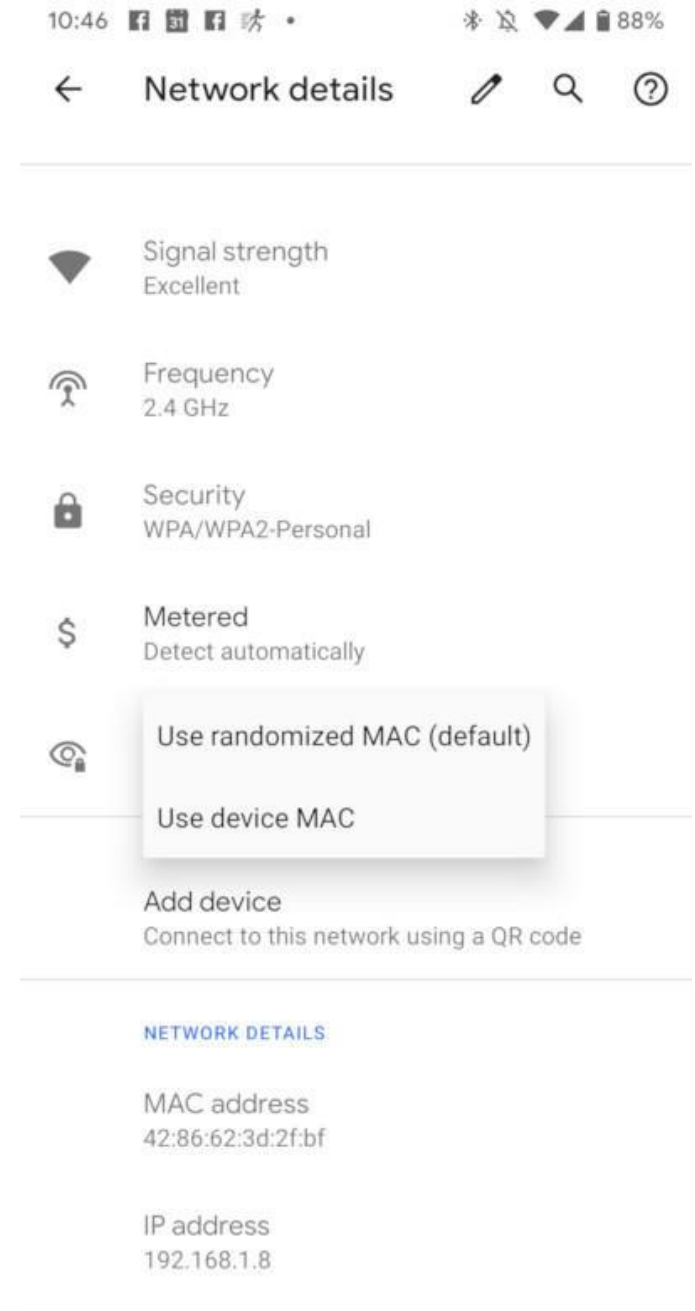 10:46 31 88%
Network details
Signal strength
Excellent
Frequency
2.4 GHz
Security
WPA/WPA2-Personal
Metered
Detect automatically
Use randomized MAC (default)
Use device MAC
Add device
Connect to this network using a QR code
NETWORK DETAILS
MAC address
42:86:62:3d:2f:bf
IP address
192.168.1.8